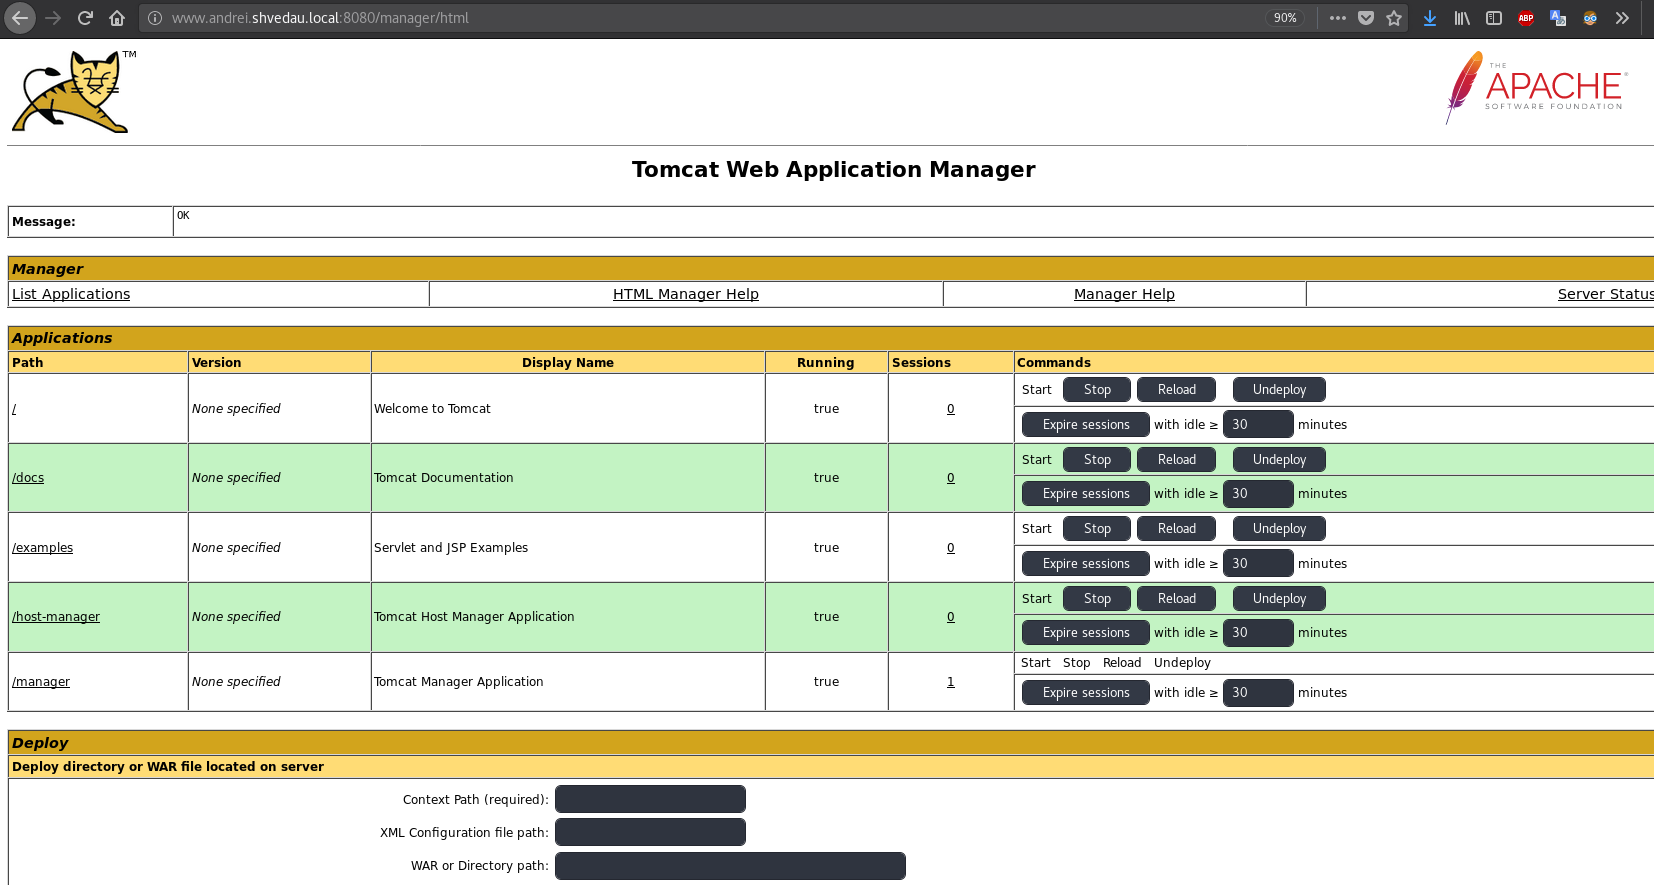 www.andrei.shvedau.local:8080/manager/html 90% ABP
TM
THE
APACHE®
SOFTWARE FOUNDATION
Tomcat Web Application Manager
Message: OK
Manager
List Applications HTML Manager Help Manager Help Server Status
Applications
Path Version Display Name Running Sessions Commands
/ None specified Welcome to Tomcat true 0 Start Stop Reload Undeploy
Expire sessions with idle ≥ 30 minutes
/docs None specified Tomcat Documentation true 0 Start Stop Reload Undeploy
Expire sessions with idle ≥ 30 minutes
/examples None specified Servlet and JSP Examples true 0 Start Stop Reload Undeploy
Expire sessions with idle ≥ 30 minutes
/host-manager None specified Tomcat Host Manager Application true 0 Start Stop Reload Undeploy
Expire sessions with idle ≥ 30 minutes
/manager None specified Tomcat Manager Application true 1 Start Stop Reload Undeploy
Expire sessions with idle ≥ 30 minutes
Deploy
Deploy directory or WAR file located on server
Context Path (required):
XML Configuration file path:
WAR or Directory path: